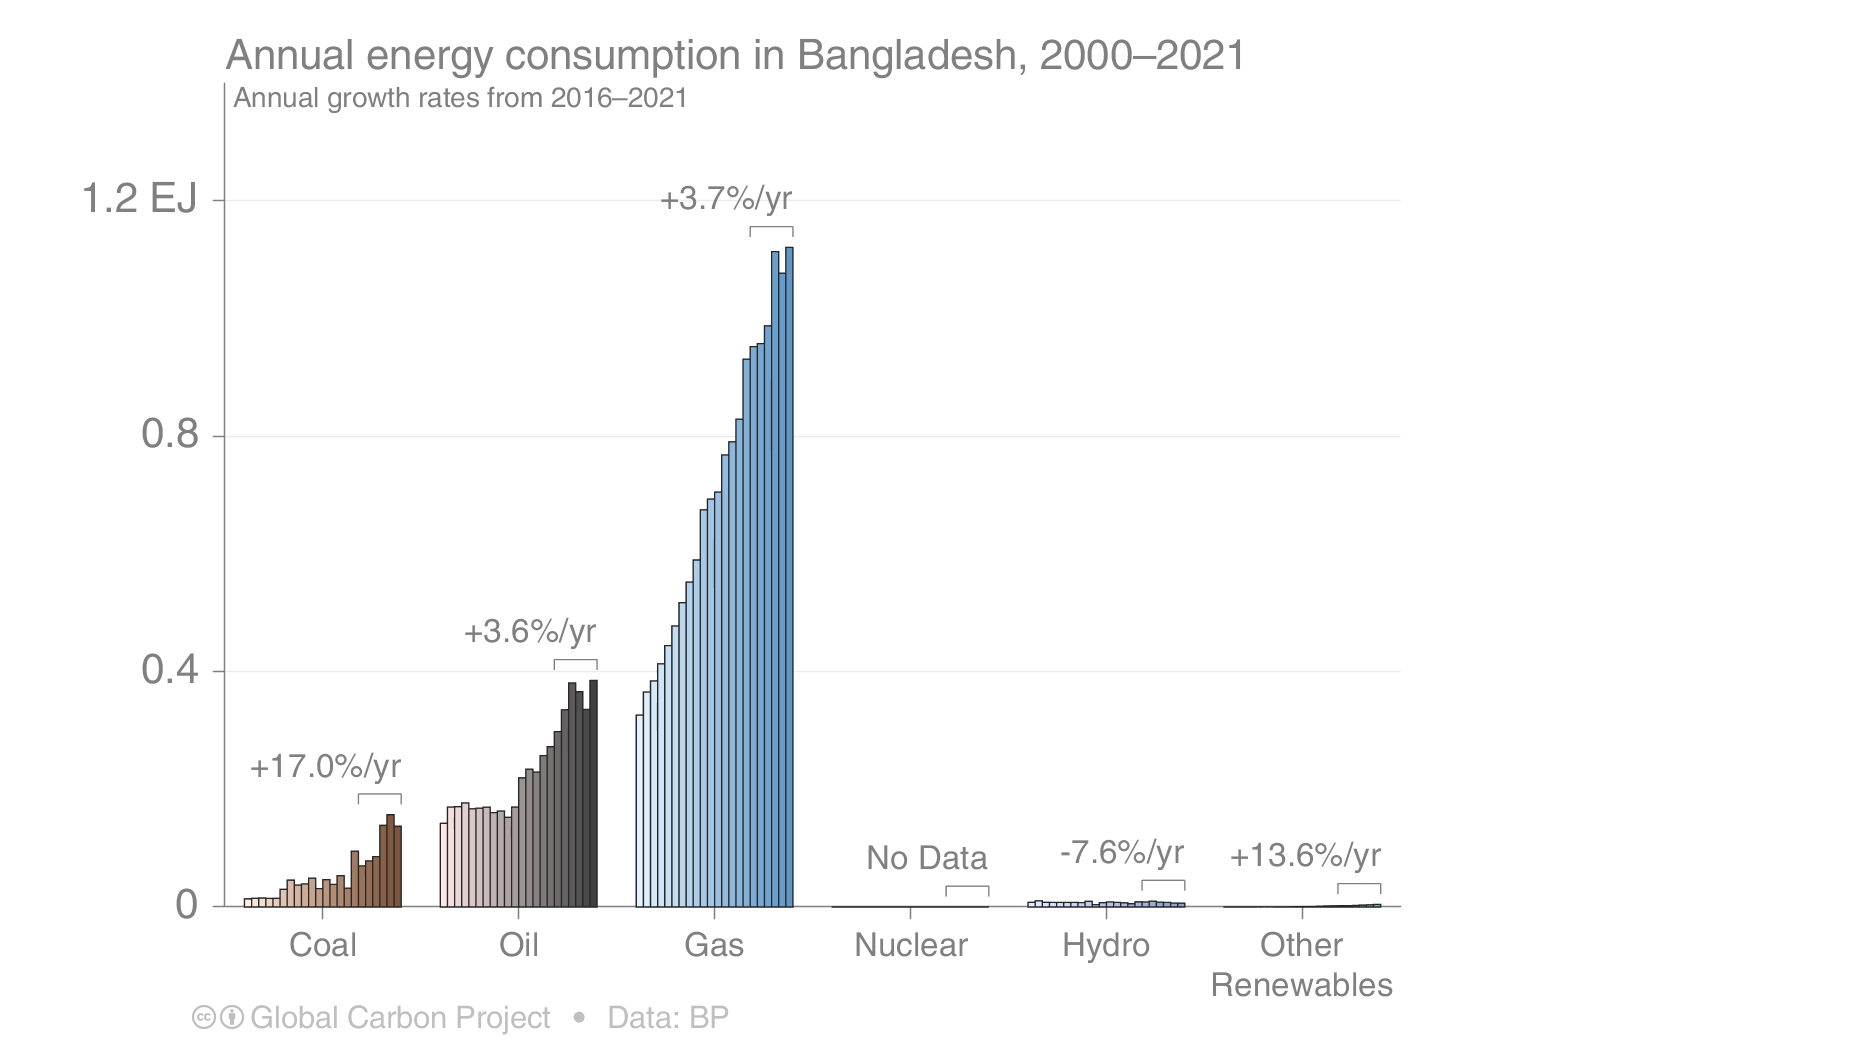 Annual energy consumption in Bangladesh, 2000–2021
Annual growth rates from 2016–2021
1.2 EJ
+3.7%/yr
0.8
0.4
+3.6%/yr
+17.0%/yr
No Data
-7.6%/yr
+13.6%/yr
0
Coal
Oil
Gas
Nuclear
Hydro
Other
Renewables
cc Global Carbon Project • Data: BP